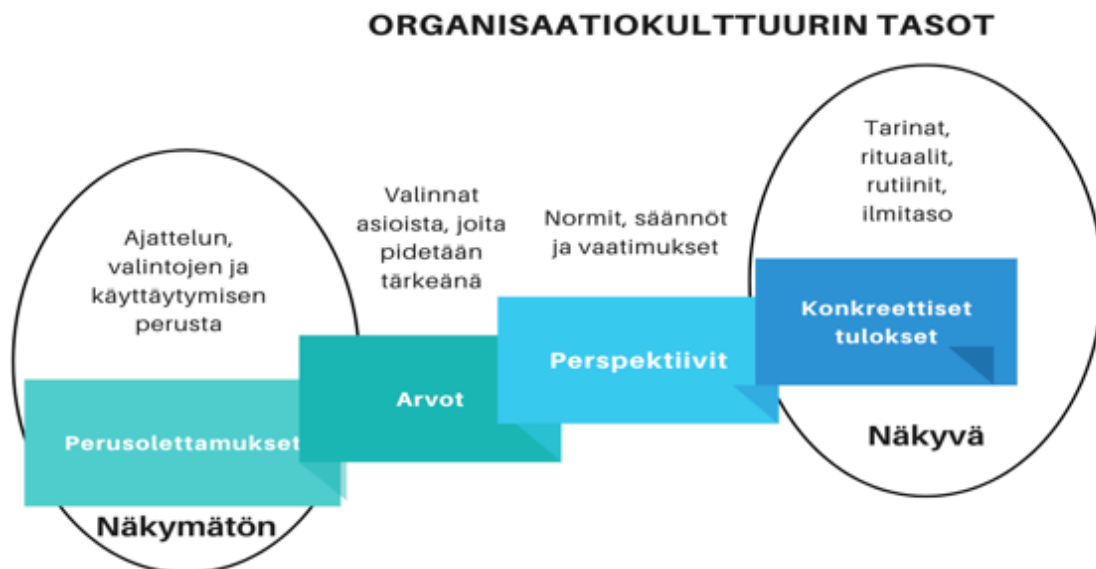 ORGANISAATIOKULTTUURIN TASOT
Ajattelun,
valintojen ja
käyttäytymisen
perusta
Perusolettamukset
Näkymätön
Valinnat
asioista, joita
pidetään
tärkeänä
Arvot
Normit, säännöt
ja vaatimukset
Perspektiivit
Tarinat,
rituaalit,
rutiinit,
ilmitaso
Konkreettiset
tulokset
Näkyvä